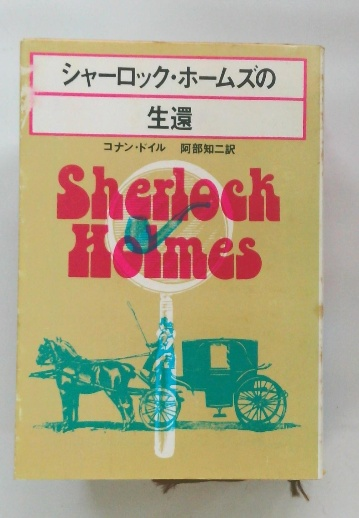 シャーロック・ホームズの
生還
コナン・ドイル 阿部知二訳
Sherlock
Holmes